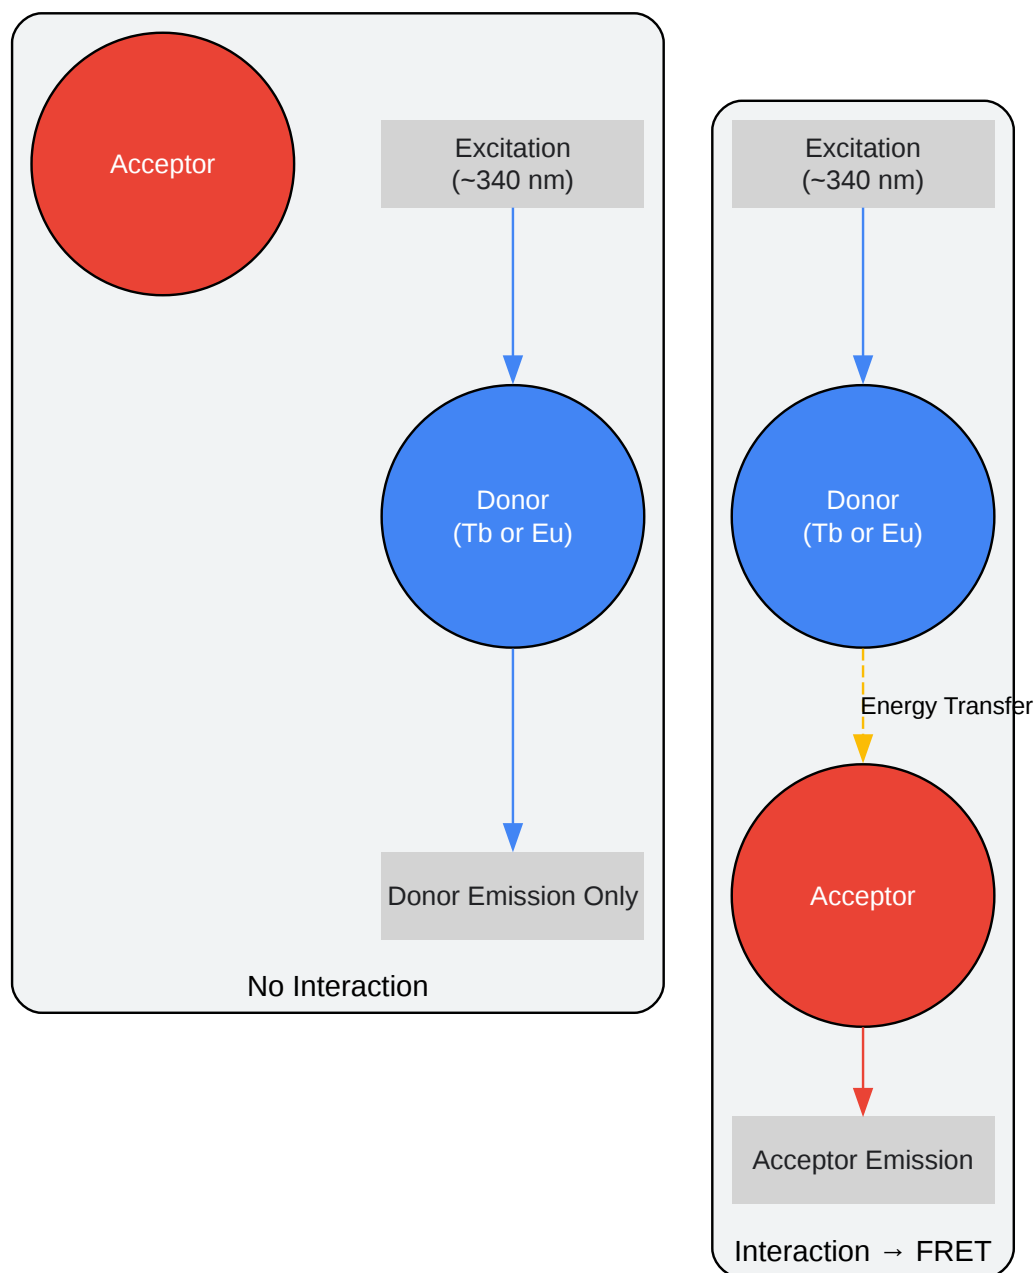 Acceptor
Excitation
(~340 nm)
Donor
(Tb or Eu)
Donor Emission Only
No Interaction
Excitation
(~340 nm)
Donor
(Tb or Eu)
Energy Transfer
Acceptor
Acceptor Emission
Interaction → FRET